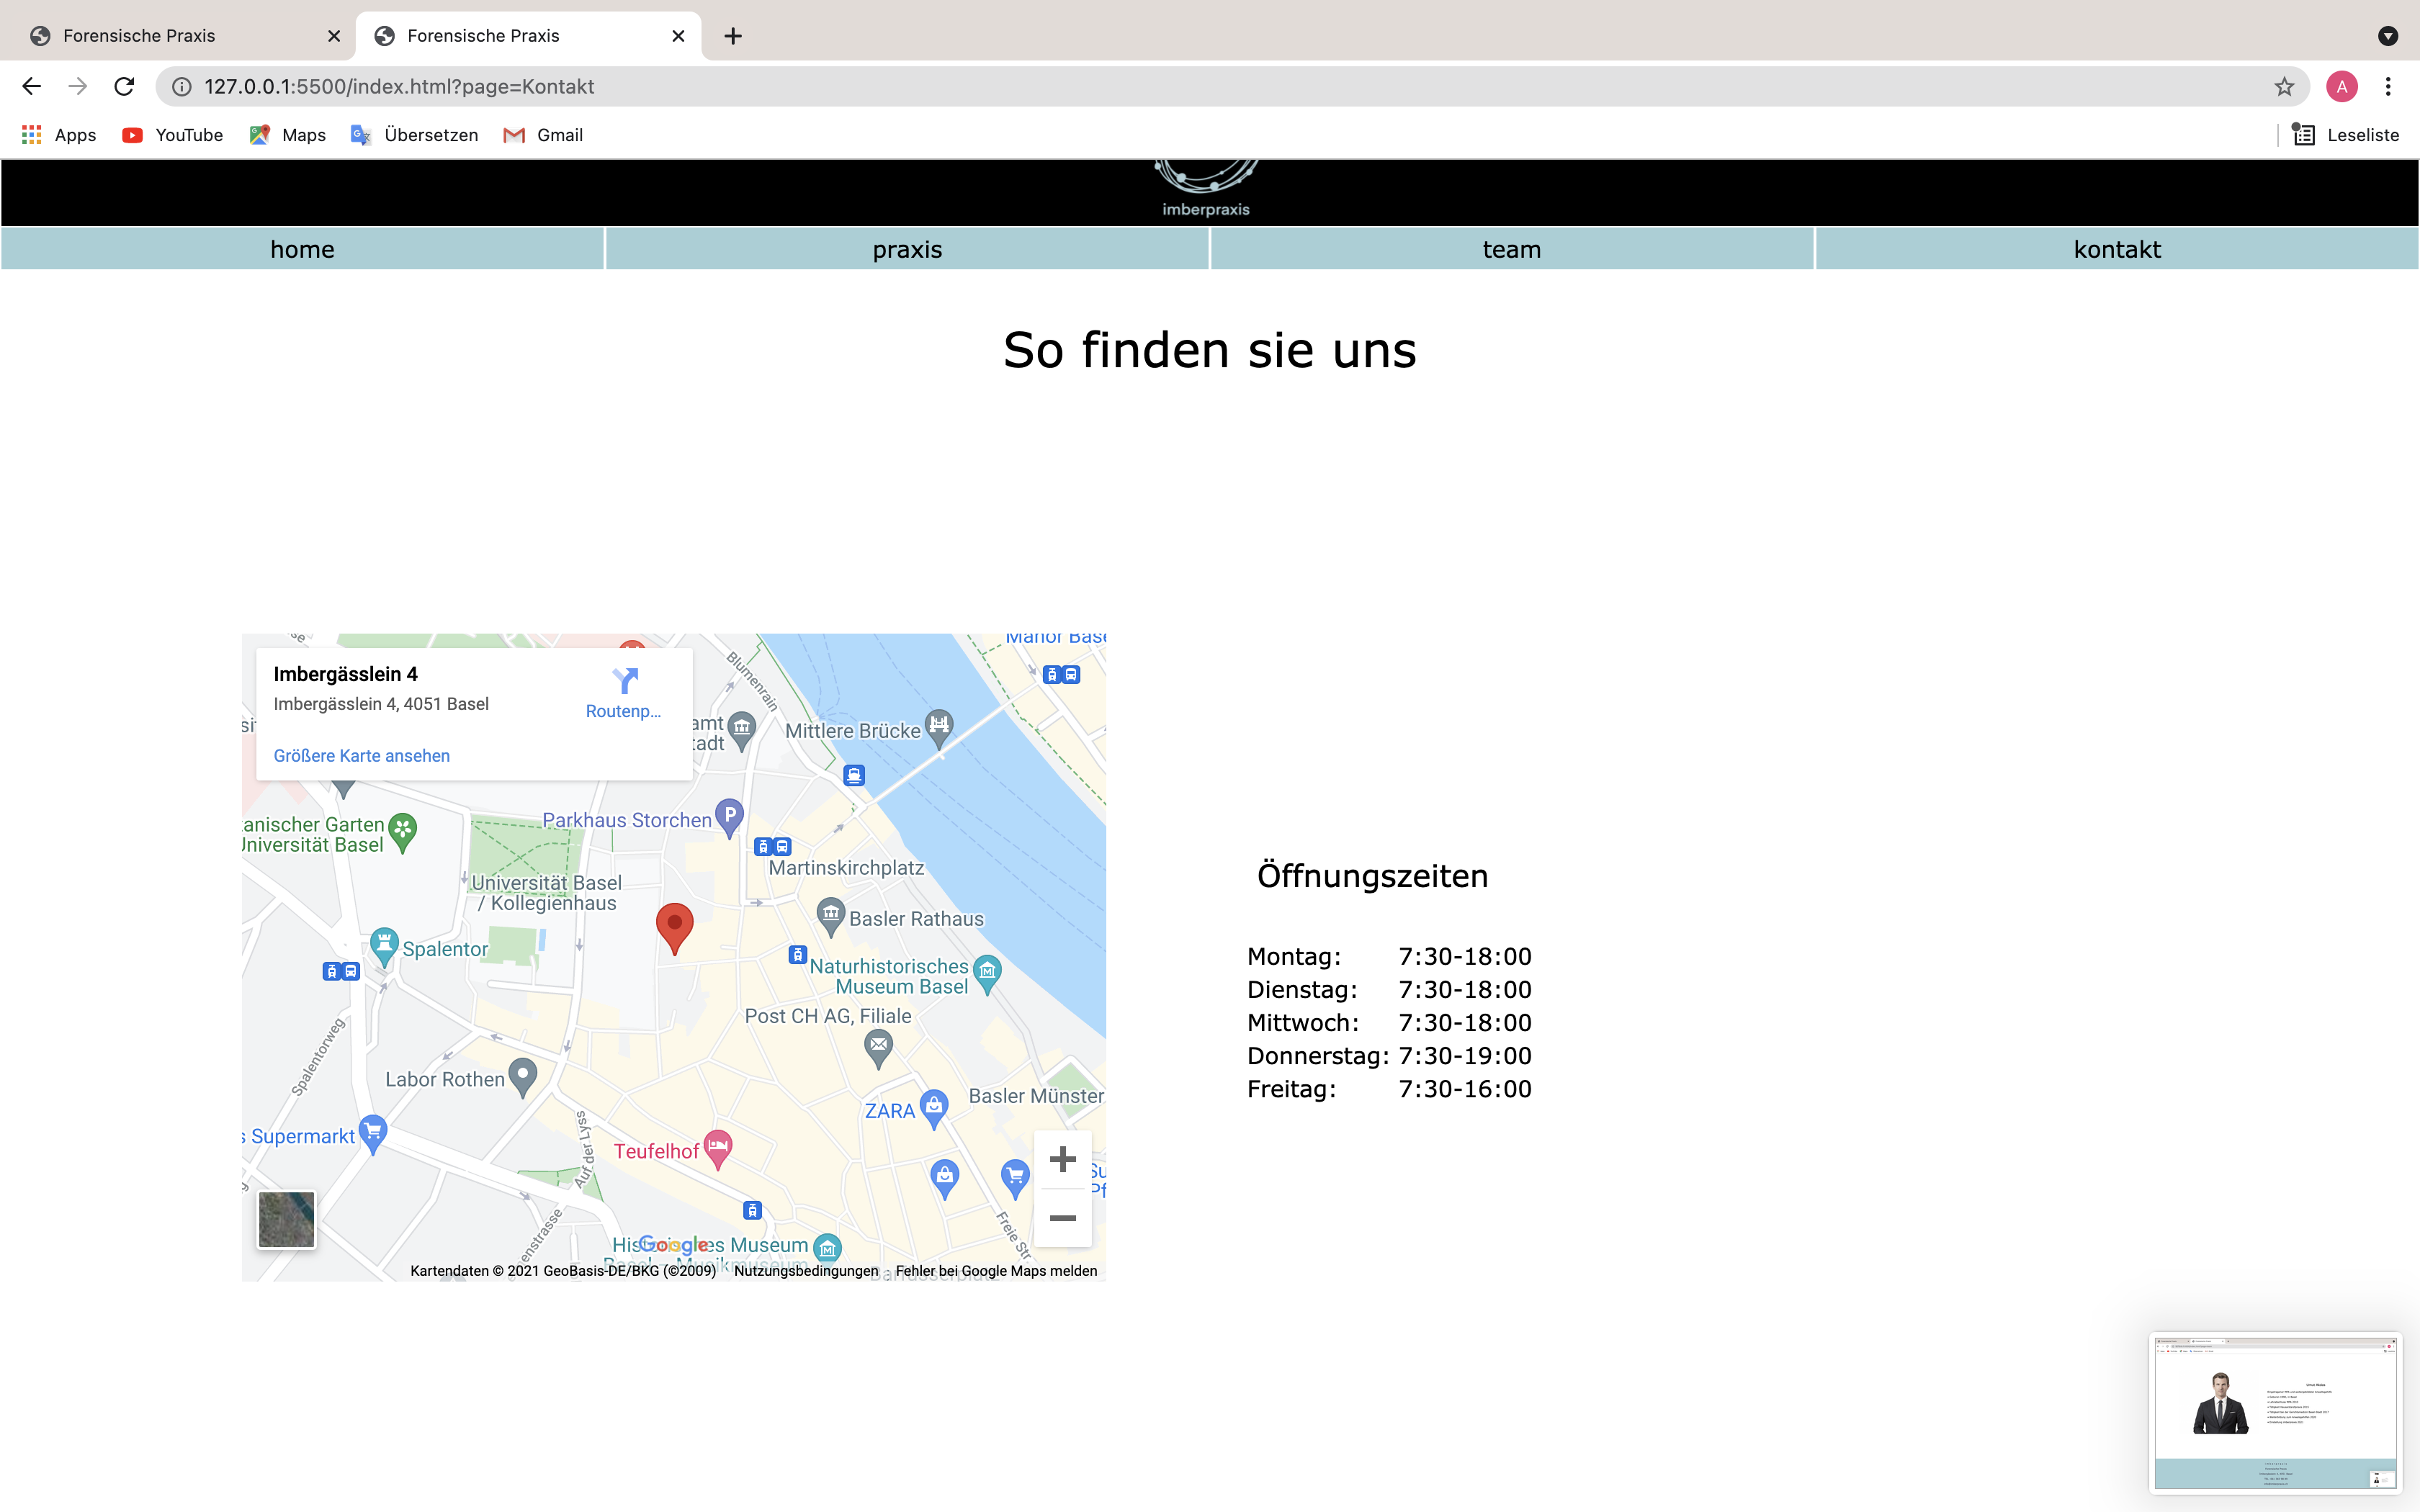 Forensische Praxis
Forensische Praxis
127.0.0.1:5500/index.html?page=Kontakt
A
Apps
YouTube
Maps
Übersetzen
Gmail
Leseliste
imberpraxis
home
praxis
team
kontakt
So finden sie uns
Manor Base
Imbergässlein 4
Imbergässlein 4, 4051 Basel
Routenp...
Größere Karte ansehen
Blumenrain
amt
tadt
Mittlere Brücke
Parkhaus Storchen
P
anischer Garten
Universität Basel
Martinskirchplatz
Universität Basel
/ Kollegienhaus
Basler Rathaus
Spalentor
Naturhistorisches
Museum Basel
Post CH AG, Filiale
Spalentorweg
Labor Rothen
Basler Münster
ZARA
s Supermarkt
Auf der Lyss
Teufelhof
Freie Str
enstrasse
Google
Museum
Kartendaten © 2021 GeoBasis-DE/BKG (©2009)
Nutzungsbedingungen
Fehler bei Google Maps melden
Öffnungszeiten
Montag: 7:30-18:00
Dienstag: 7:30-18:00
Mittwoch: 7:30-18:00
Donnerstag: 7:30-19:00
Freitag: 7:30-16:00